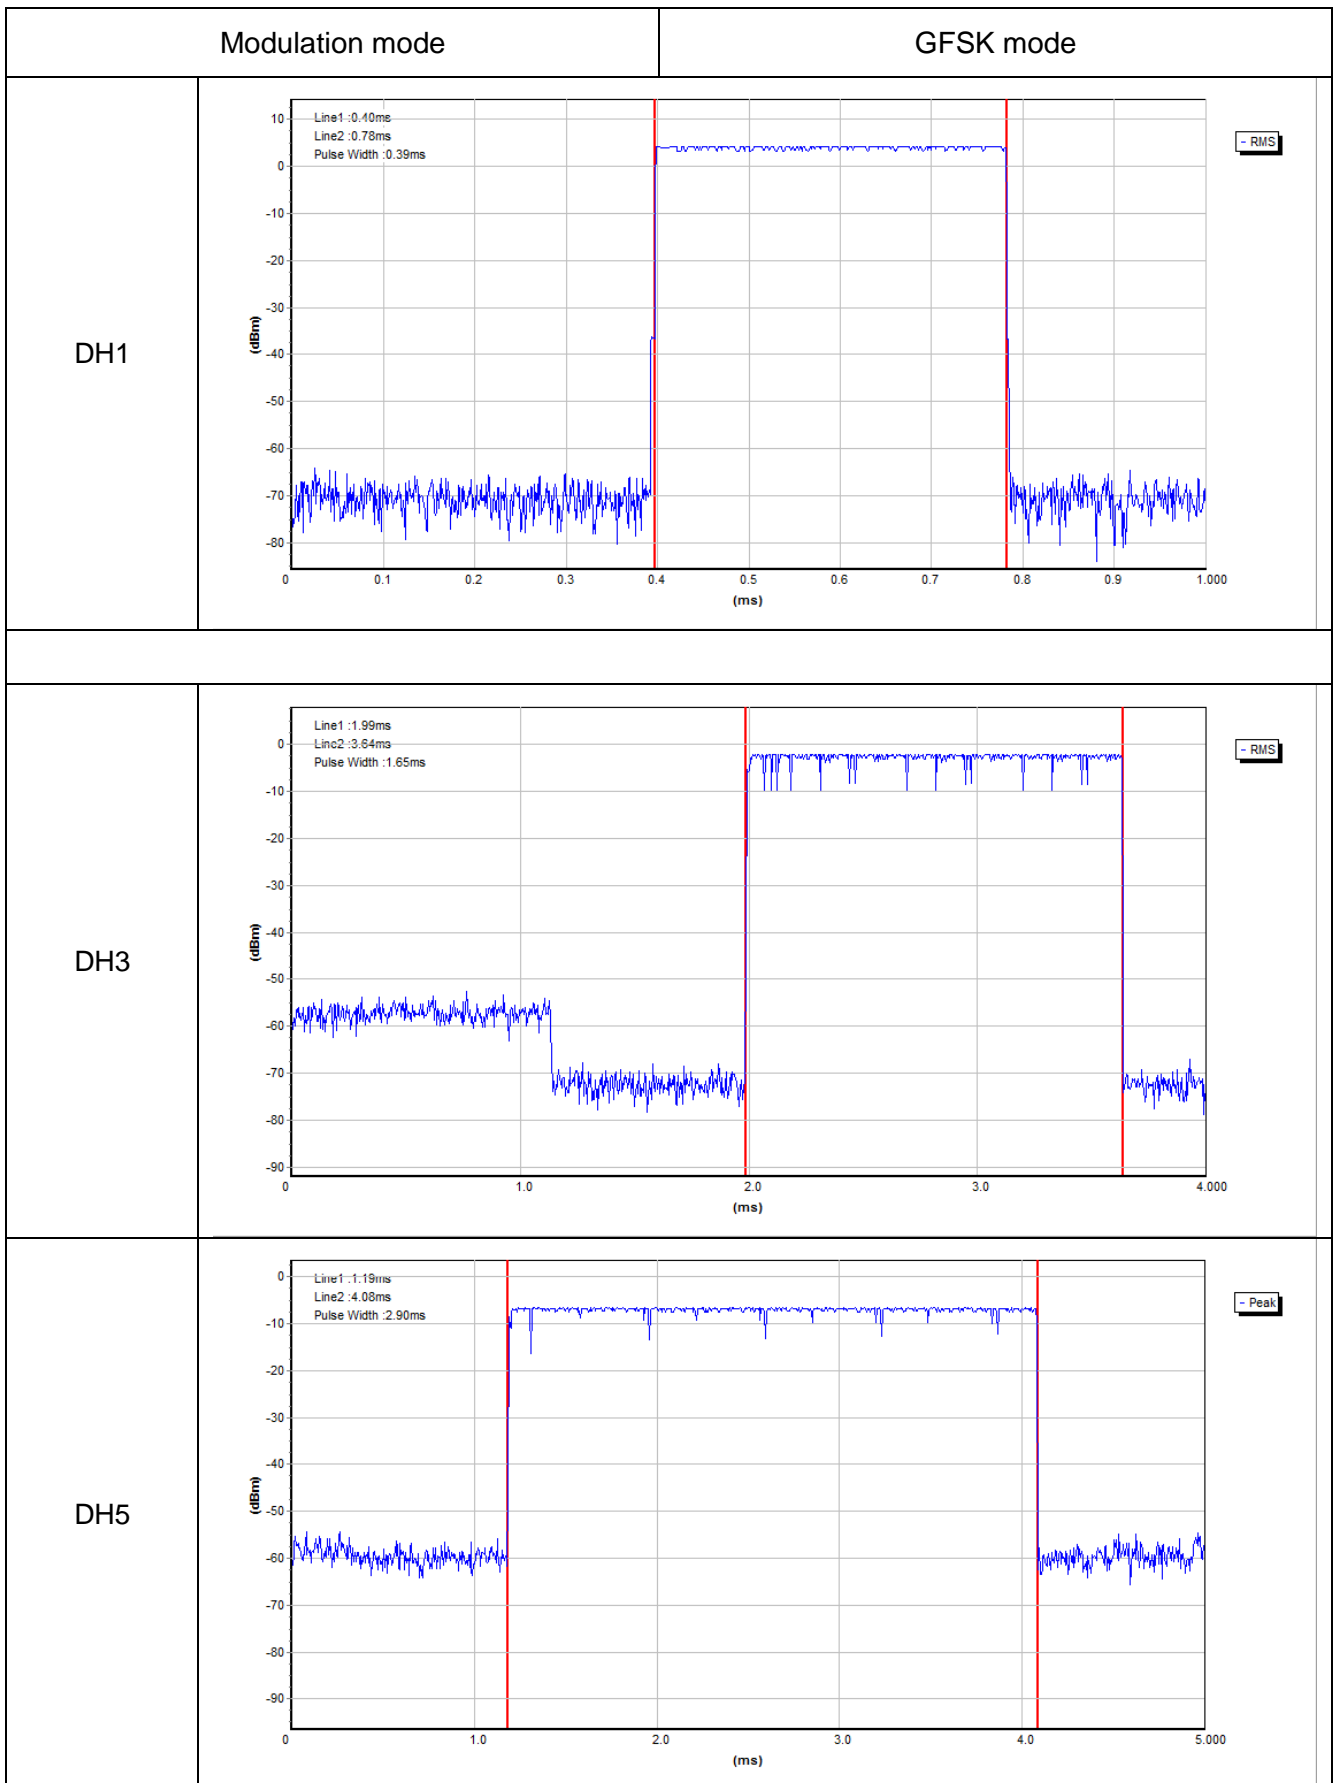 Modulation mode GFSK mode
DH1
Line1 :0.40ms
Line2 :0.78ms
Pulse Width :0.39ms
RMS
10
0
-10
-20
-30
-40
-50
-60
-70
-80
(dBm)
0 0.1 0.2 0.3 0.4 0.5 0.6 0.7 0.8 0.9 1.000
(ms)
DH3
Line1 :1.99ms
Line2 :3.64ms
Pulse Width :1.65ms
RMS
0
-10
-20
-30
-40
-50
-60
-70
-80
-90
(dBm)
0 1.0 2.0 3.0 4.000
(ms)
DH5
Line1 :1.19ms
Line2 :4.08ms
Pulse Width :2.90ms
Peak
0
-10
-20
-30
-40
-50
-60
-70
-80
-90
(dBm)
0 1.0 2.0 3.0 4.0 5.000
(ms)